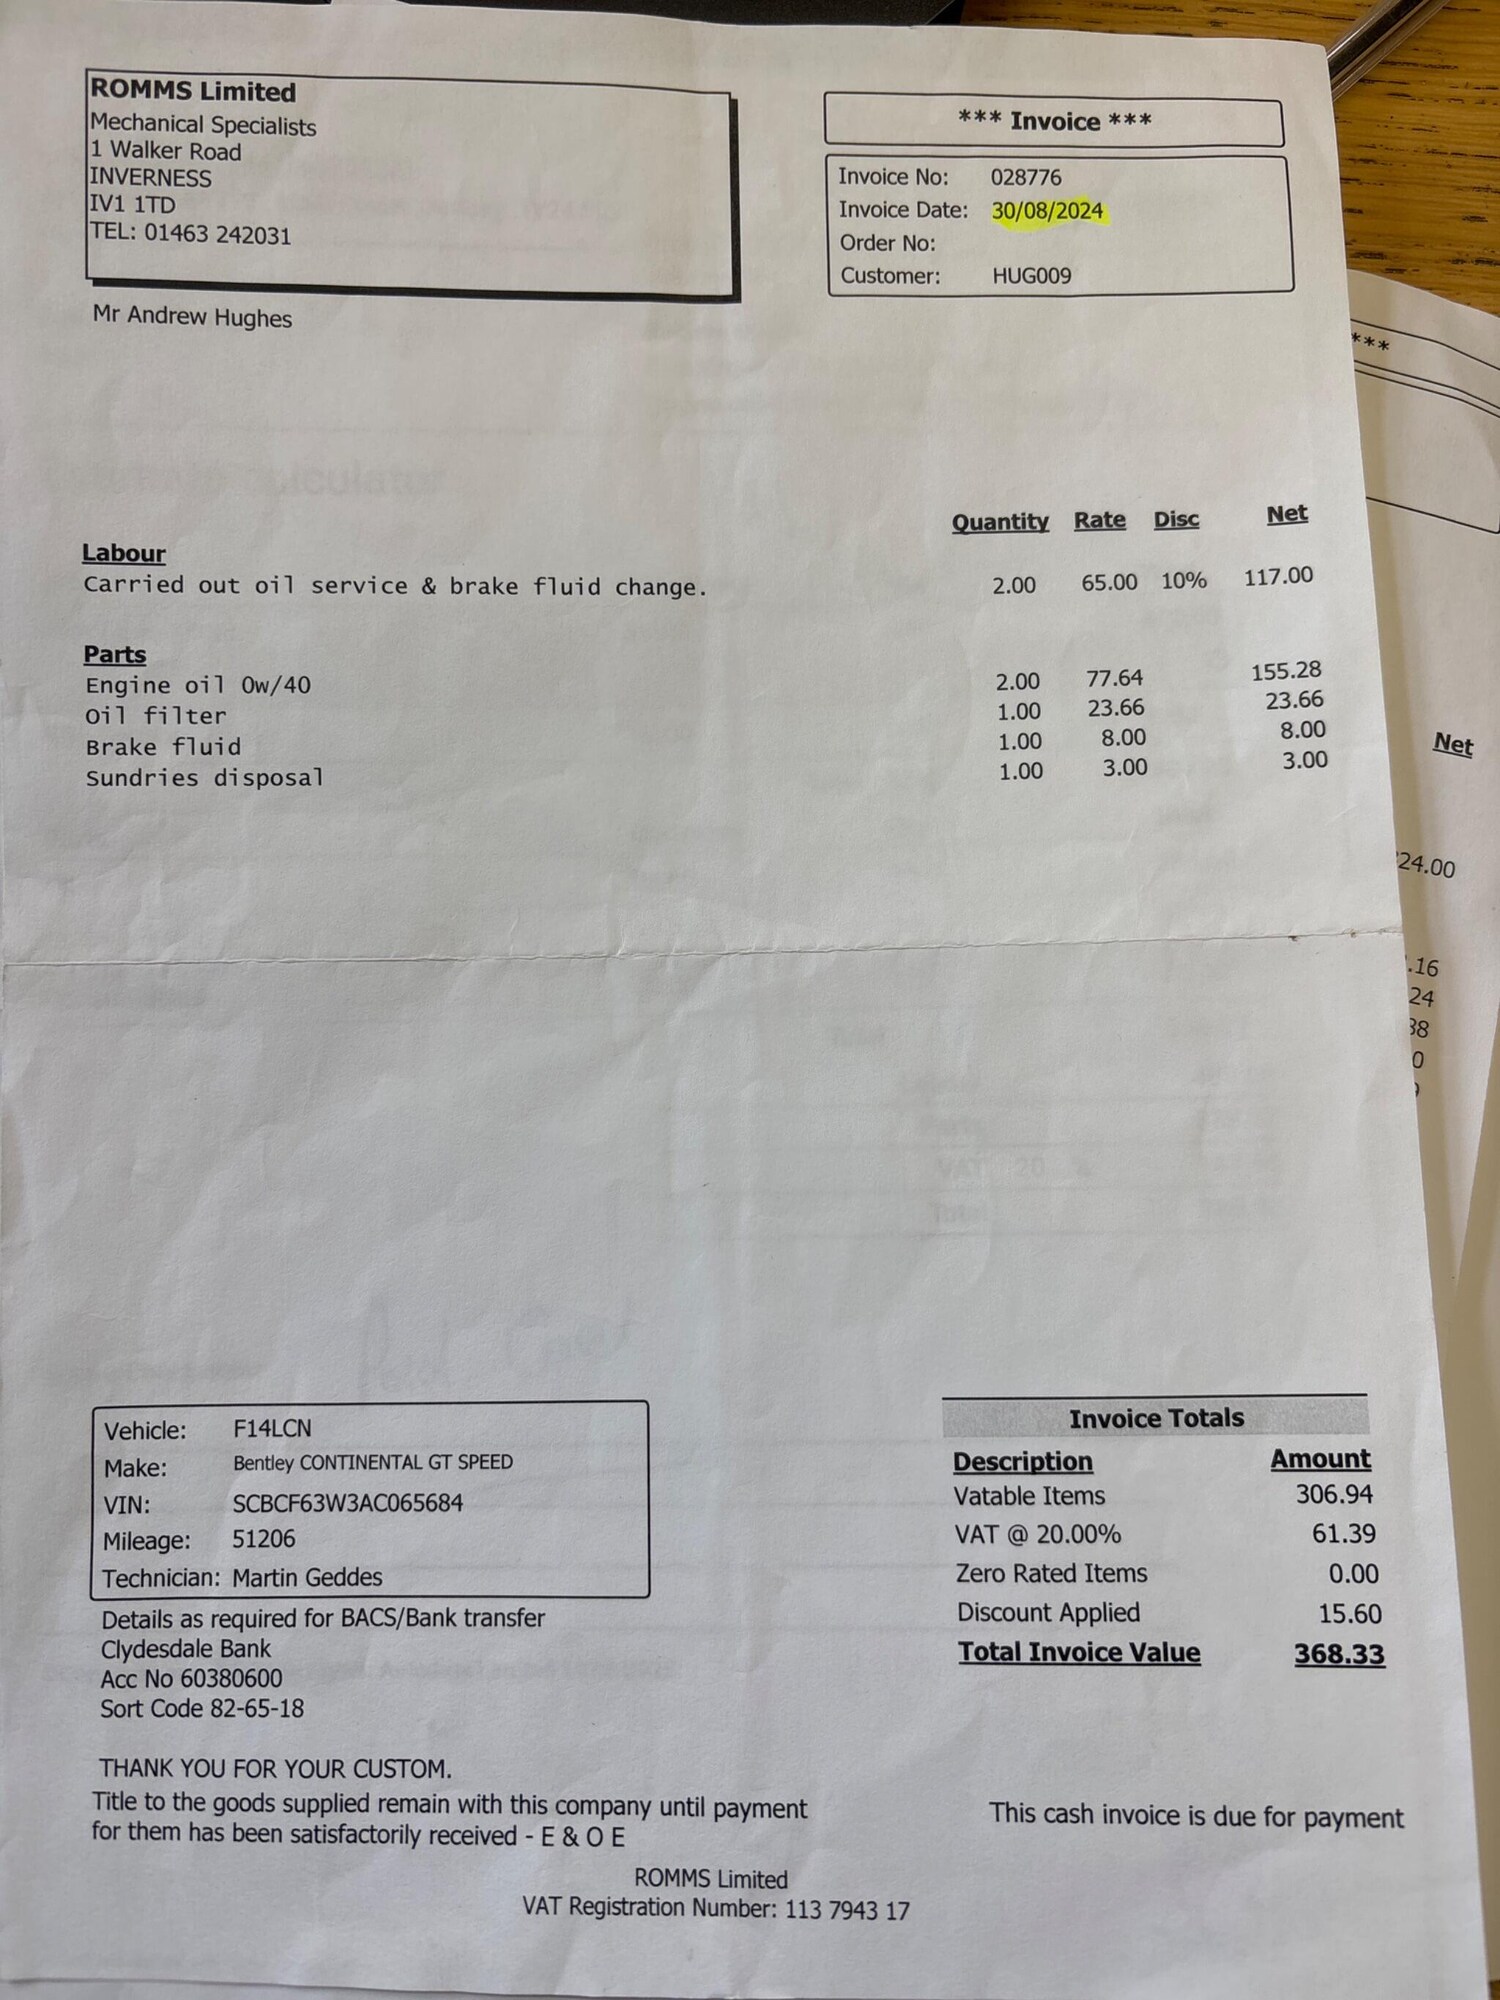 ROMMS Limited
Mechanical Specialists
1 Walker Road
INVERNESS
IV1 1TD
TEL: 01463 242031
*** Invoice ***
Invoice No: 028776
Invoice Date: 30/08/2024
Order No:
Customer: HUG009
Mr Andrew Hughes
Quantity Rate Disc Net
Labour
Carried out oil service & brake fluid change. 2.00 65.00 10% 117.00
Parts
Engine oil 0w/40 2.00 77.64 155.28
Oil filter 1.00 23.66 23.66
Brake fluid 1.00 8.00 8.00
Sundries disposal 1.00 3.00 3.00
Vehicle: F14LCN
Make: Bentley CONTINENTAL GT SPEED
VIN: SCBCF63W3AC065684
Mileage: 51206
Technician: Martin Geddes
Details as required for BACS/Bank transfer
Clydesdale Bank
Acc No 60380600
Sort Code 82-65-18
Invoice Totals
Description Amount
Vatable Items 306.94
VAT @ 20.00% 61.39
Zero Rated Items 0.00
Discount Applied 15.60
Total Invoice Value 368.33
THANK YOU FOR YOUR CUSTOM.
Title to the goods supplied remain with this company until payment
for them has been satisfactorily received - E & O E
This cash invoice is due for payment
ROMMS Limited
VAT Registration Number: 113 7943 17
***
Net
24.00
.16
24